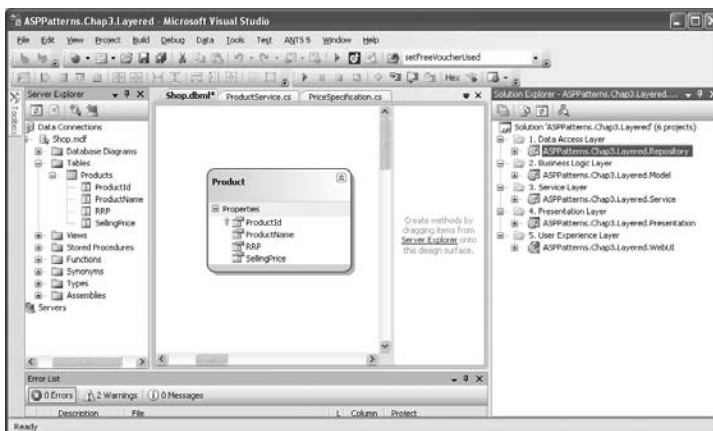 ASPPatterns.Chap3.Layered - Microsoft Visual Studio
File Edit View Project Build Debug Data Tools Test ANTS 5 Window Help
setFreeVoucherUsed
Hex
Toolbox
Server Explorer
Data Connections
Shop.mdf
Database Diagrams
Tables
Products
ProductId
ProductName
RRP
SellingPrice
Views
Stored Procedures
Functions
Synonyms
Types
Assemblies
Servers
Shop.dbml* ProductService.cs PriceSpecification.cs
Product
Properties
ProductId
ProductName
RRP
SellingPrice
Create methods by
dragging items from
Server Explorer onto
this design surface.
Solution Explorer - ASPPatterns.Chap3.Layered....
Solution 'ASPPatterns.Chap3.Layered' (6 projects)
1. Data Access Layer
ASPPatterns.Chap3.Layered.Repository
2. Business Logic Layer
ASPPatterns.Chap3.Layered.Model
3. Service Layer
ASPPatterns.Chap3.Layered.Service
4. Presentation Layer
ASPPatterns.Chap3.Layered.Presentation
5. User Experience Layer
ASPPatterns.Chap3.Layered.WebUI
Error List
0 Errors 2 Warnings 0 Messages
Description File L Column Project
Ready